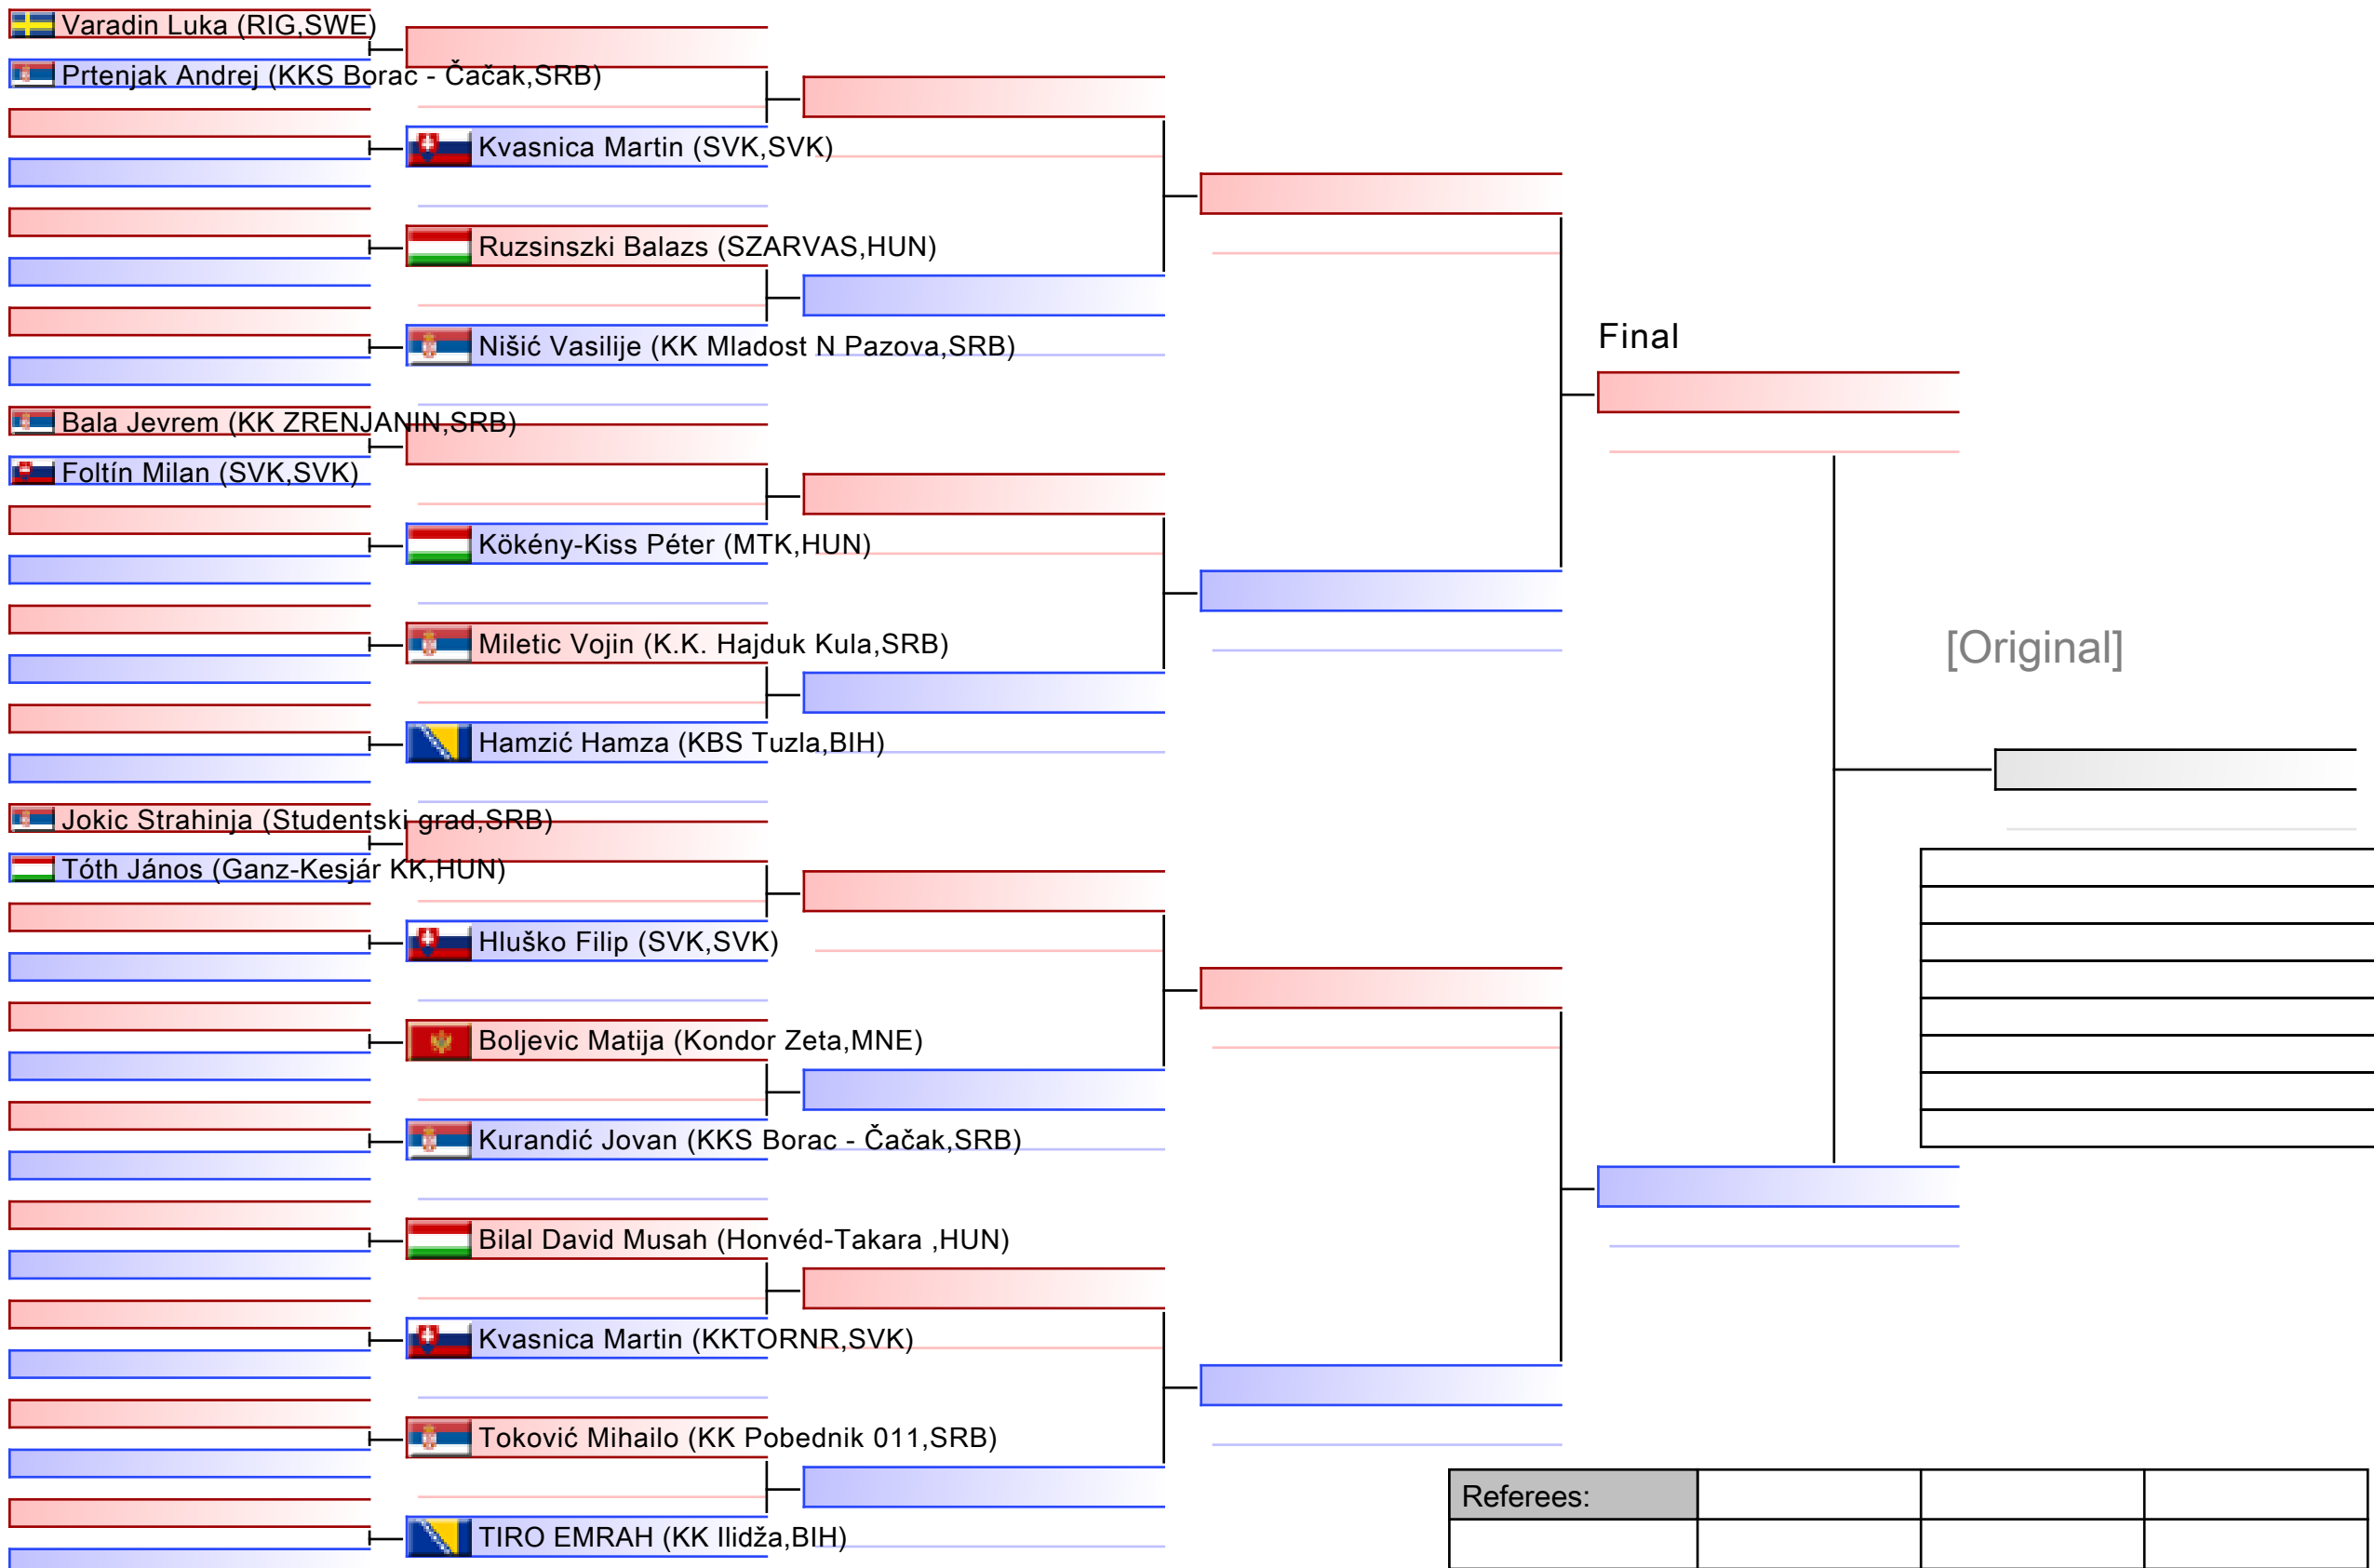 Varadin Luka (RIG,SWE)
Prtenjak Andrej (KKS Borac - Čačak,SRB)
Kvasnica Martin (SVK,SVK)
Ruzsinszki Balazs (SZARVAS,HUN)
Nišić Vasilije (KK Mladost N Pazova,SRB)
Final
Bala Jevrem (KK ZRENJANIN,SRB)
Foltín Milan (SVK,SVK)
Kökény-Kiss Péter (MTK,HUN)
Miletic Vojin (K.K. Hajduk Kula,SRB)
[Original]
Hamzić Hamza (KBS Tuzla,BIH)
Jokic Strahinja (Studentski grad,SRB)
Tóth János (Ganz-Kesjár KK,HUN)
Hluško Filip (SVK,SVK)
Boljevic Matija (Kondor Zeta,MNE)
Kurandić Jovan (KKS Borac - Čačak,SRB)
Bilal David Musah (Honvéd-Takara ,HUN)
Kvasnica Martin (KKTORNR,SVK)
Toković Mihailo (KK Pobednik 011,SRB)
Referees:
TIRO EMRAH (KK Ilidža,BIH)